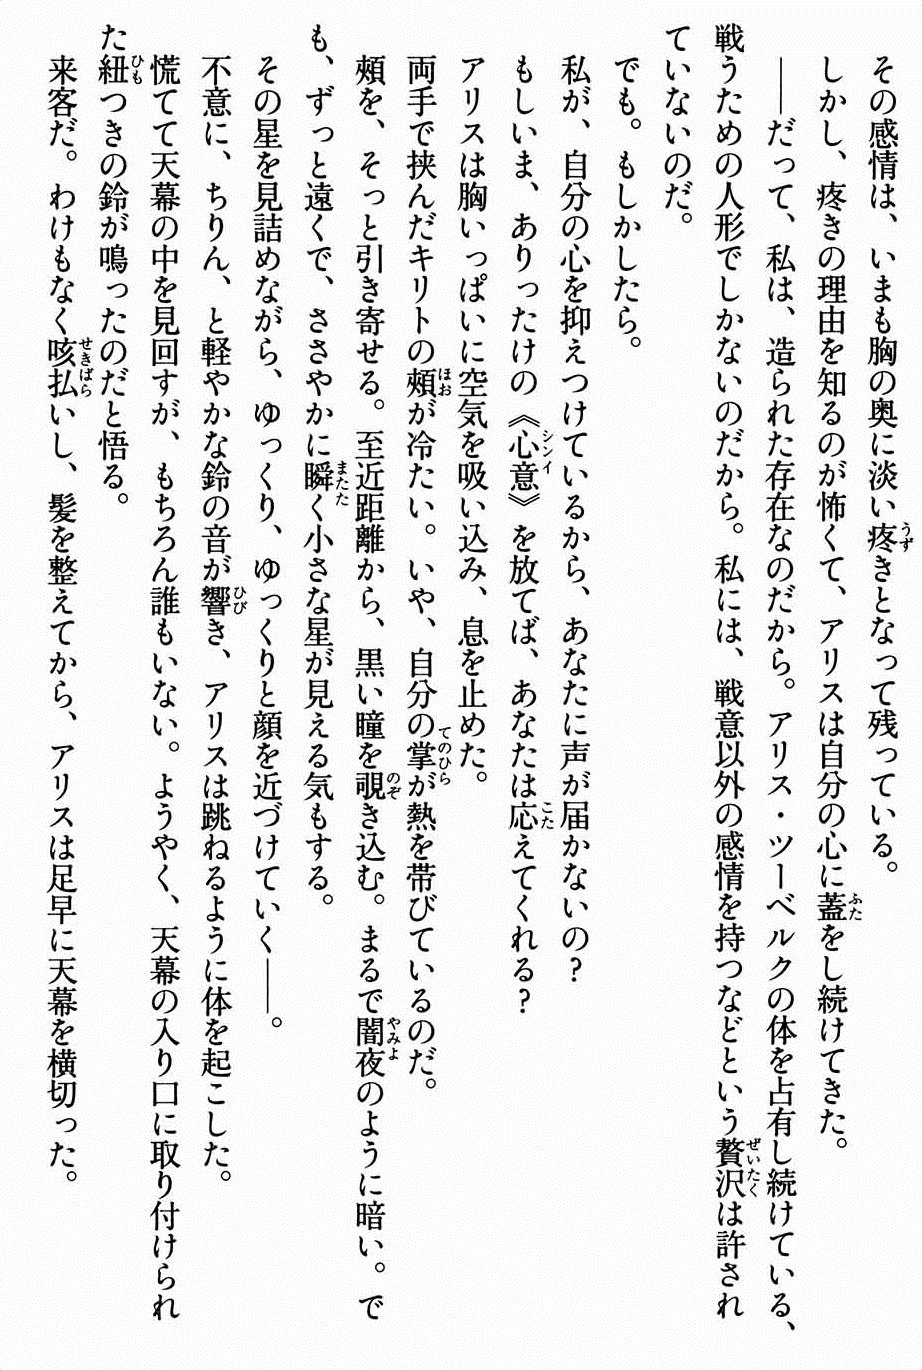 その感情は、いまも胸の奥に淡い疼きとなって残っている。
しかし、疼きの理由を知るのが怖くて、アリスは自分の心に蓋をし続けてきた。
――だって、私は、造られた存在なのだから。アリス・ツーベルクの体を占有し続けている、
戦うための人形でしかないのだから。私には、戦意以外の感情を持つなどという贅沢は許され
ていないのだ。
でも。もしかしたら。
私が、自分の心を抑えつけているから、あなたに声が届かないの？
もしいま、ありったけの《心意》を放てば、あなたは応えてくれる？
アリスは胸いっぱいに空気を吸い込み、息を止めた。
両手で挟んだキリトの頰が冷たい。いや、自分の掌が熱を帯びているのだ。
頰を、そっと引き寄せる。至近距離から、黒い瞳を覗き込む。まるで闇夜のように暗い。で
も、ずっと遠くで、ささやかに瞬く小さな星が見える気もする。
その星を見詰めながら、ゆっくり、ゆっくりと顔を近づけていく――。
不意に、ちりん、と軽やかな鈴の音が響き、アリスは跳ねるように体を起こした。
慌てて天幕の中を見回すが、もちろん誰もいない。ようやく、天幕の入り口に取り付けられ
た紐つきの鈴が鳴ったのだと悟る。
来客だ。わけもなく咳払いし、髪を整えてから、アリスは足早に天幕を横切った。